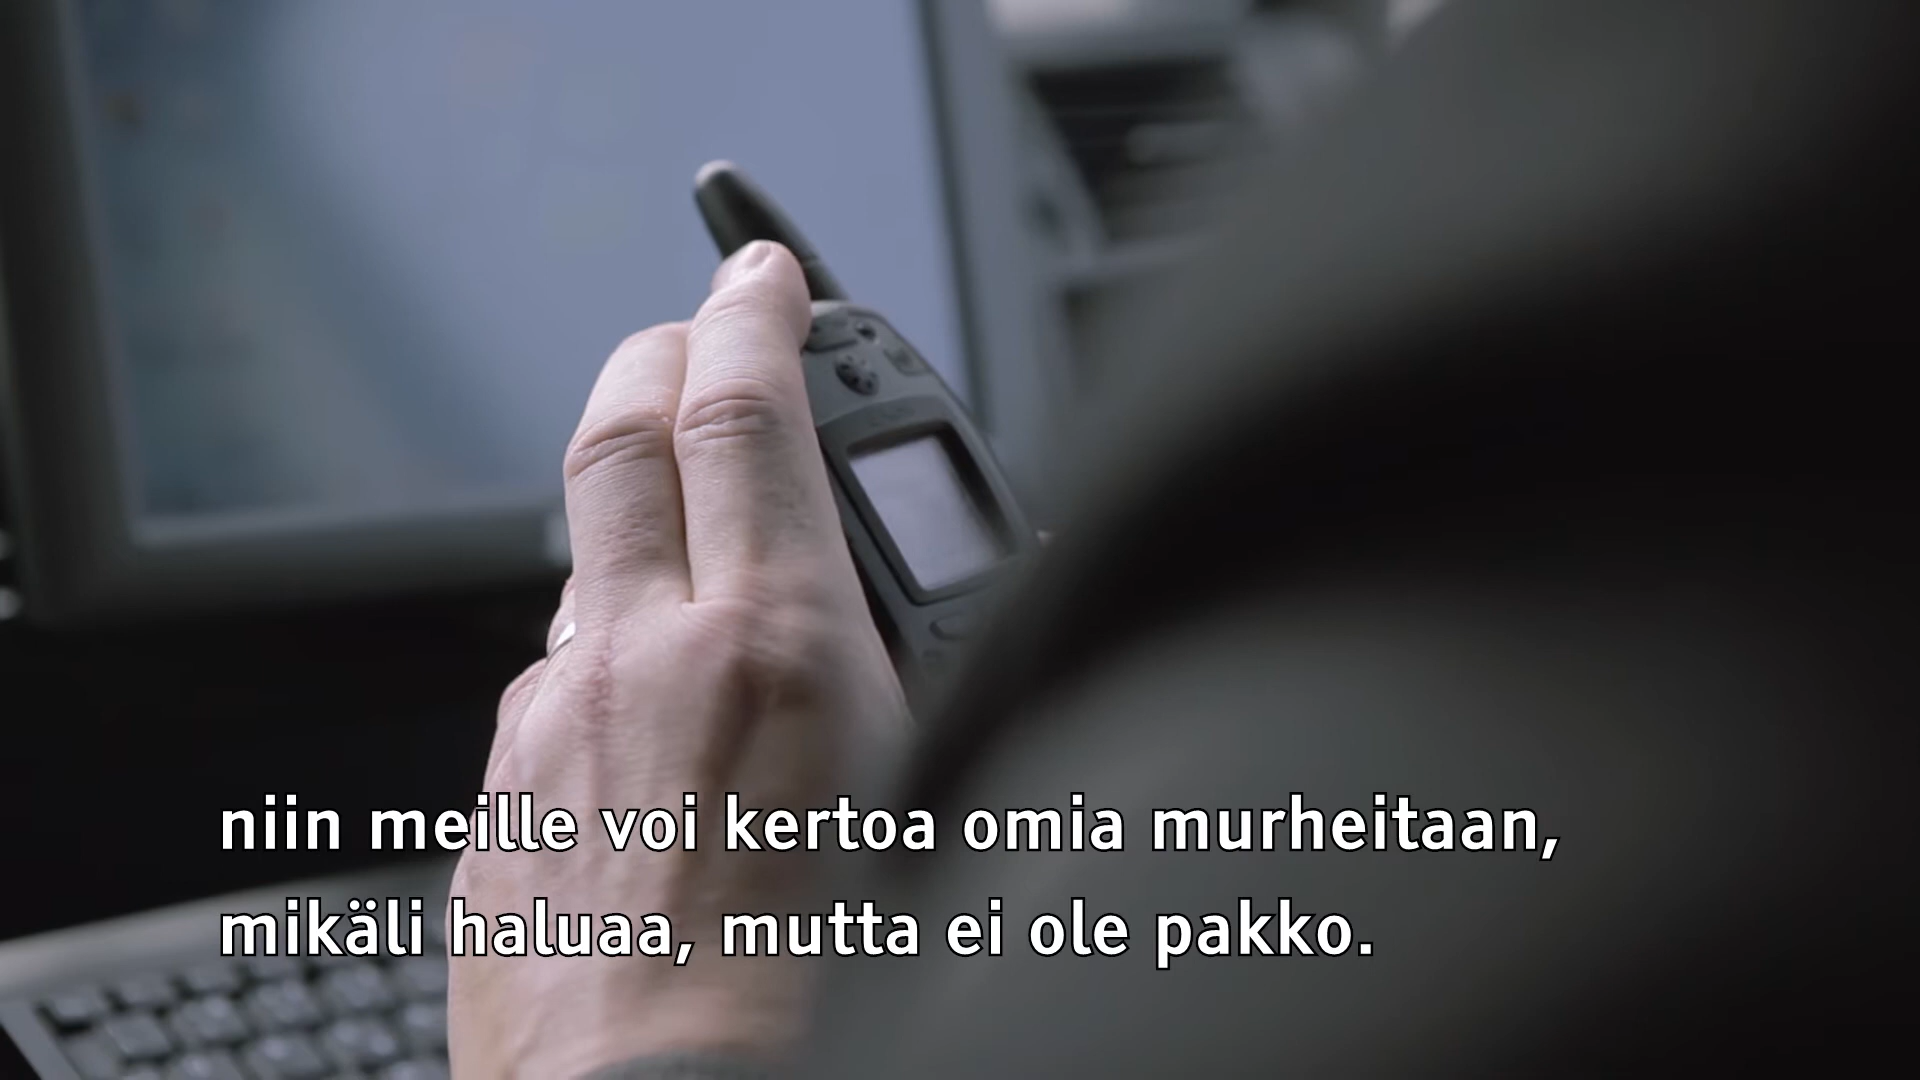 niin meille voi kertoa omia murheitaan,
mikäli haluaa, mutta ei ole pakko.